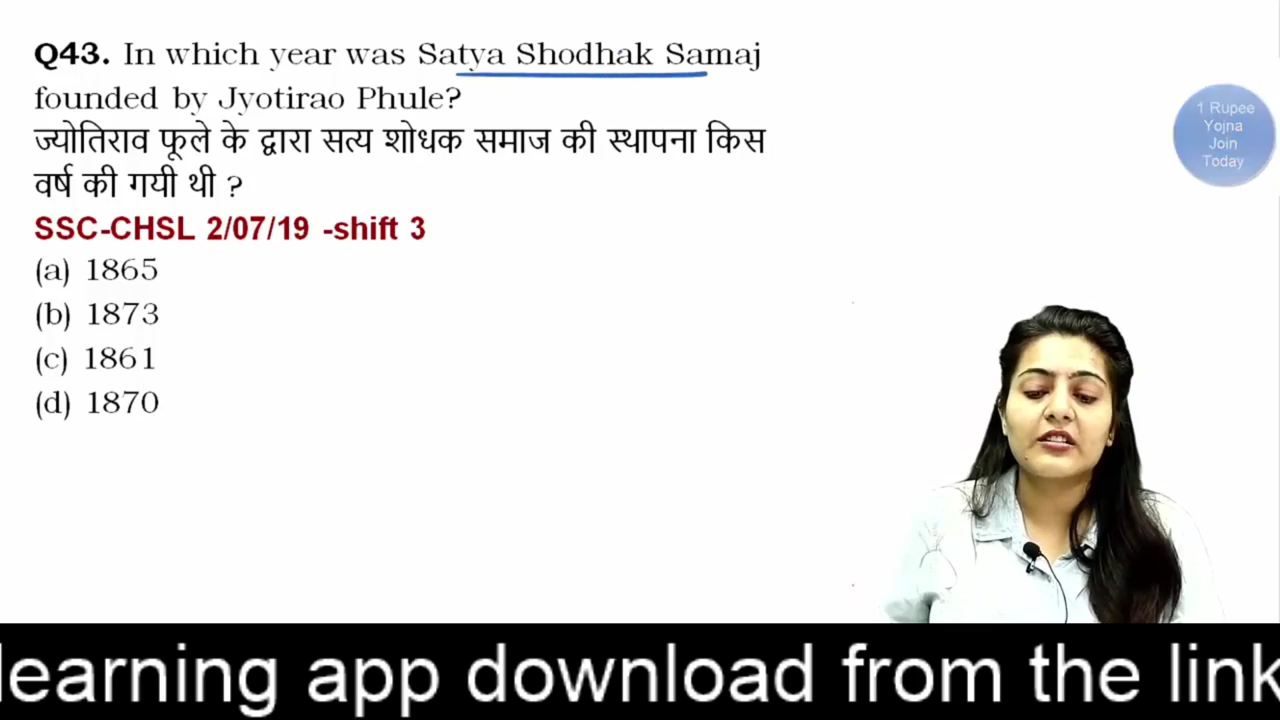 Q43. In which year was Satya Shodhak Samaj
founded by Jyotirao Phule?
ज्योतिराव फूले के द्वारा सत्य शोधक समाज की स्थापना किस
वर्ष की गयी थी ?
SSC-CHSL 2/07/19 -shift 3
(a) 1865
(b) 1873
(c) 1861
(d) 1870
1 Rupee
Yojna
Join
Today
learning app download from the link